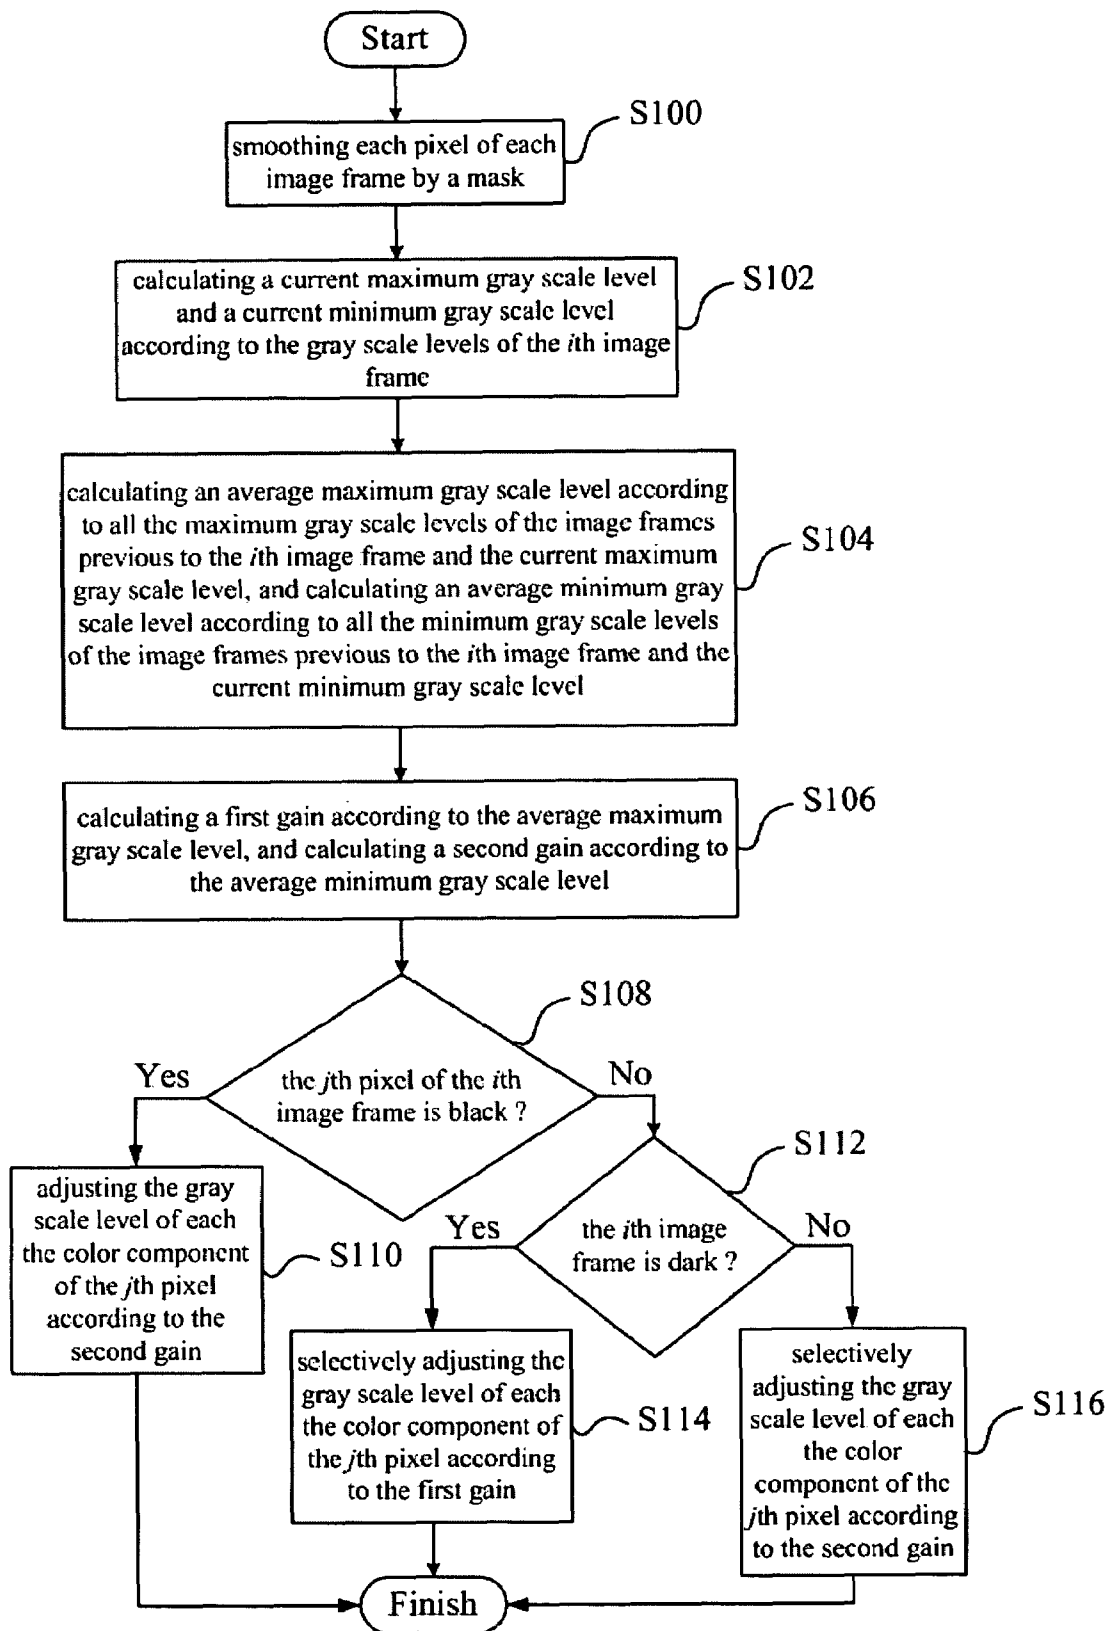 Start
S100
smoothing each pixel of each
image frame by a mask
S102
calculating a current maximum gray scale level
and a current minimum gray scale level
according to the gray scale levels of the ith image
frame
S104
calculating an average maximum gray scale level according
to all the maximum gray scale levels of the image frames
previous to the ith image frame and the current maximum
gray scale level, and calculating an average minimum gray
scale level according to all the minimum gray scale levels
of the image frames previous to the ith image frame and the
current minimum gray scale level
S106
calculating a first gain according to the average maximum
gray scale level, and calculating a second gain according to
the average minimum gray scale level
S108
Yes
No
the jth pixel of the ith
image frame is black ?
S112
Yes
No
the ith image
frame is dark ?
adjusting the gray
scale level of each
the color component
of the jth pixel
according to the
second gain
S110
selectively adjusting the
gray scale level of each
the color component of
the jth pixel according
to the first gain
S114
selectively
adjusting the gray
scale level of each
the color
component of the
jth pixel according
to the second gain
S116
Finish